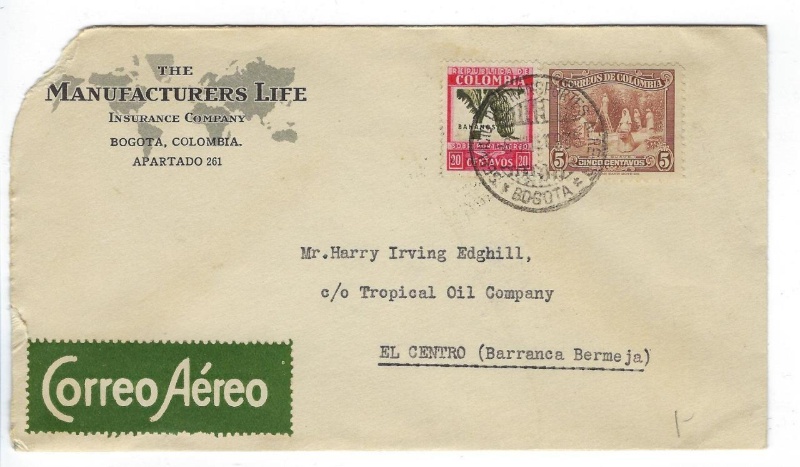 THE
MANUFACTURERS LIFE
INSURANCE COMPANY
BOGOTA, COLOMBIA.
APARTADO 261
REPUBLICA DE
COLOMBIA
BANANOS
20 CENTAVOS 20
CORREOS DE COLOMBIA
5 CINCO CENTAVOS 5
BOGOTA
Mr.Harry Irving Edghill,
c/o Tropical Oil Company
EL CENTRO (Barranca Bermeja)
Correo Aéreo